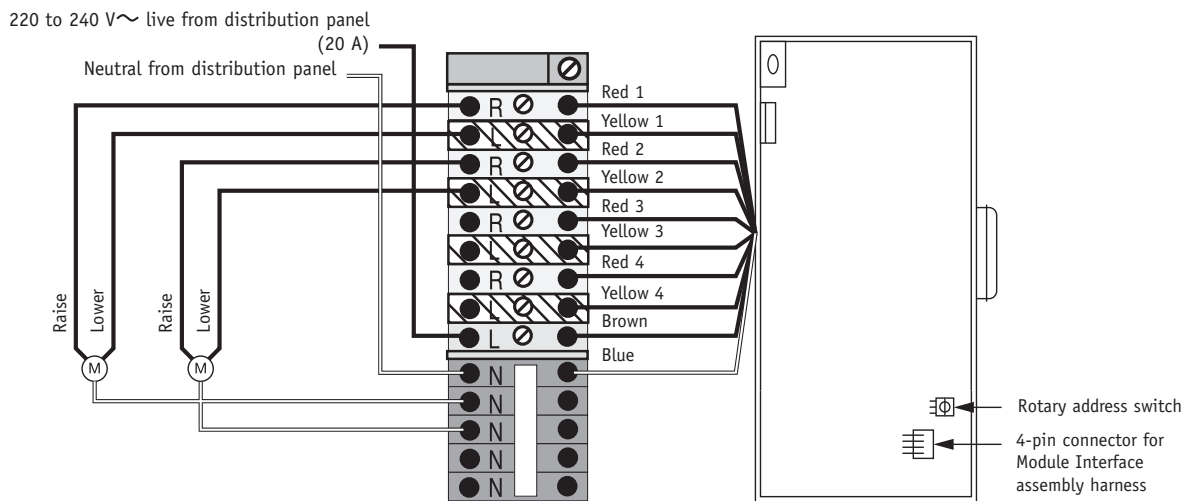 220 to 240 V~ live from distribution panel
(20 A)
Neutral from distribution panel
R
L
R
L
R
L
R
L
L
N
N
N
N
N
Red 1
Yellow 1
Red 2
Yellow 2
Red 3
Yellow 3
Red 4
Yellow 4
Brown
Blue
Raise
Lower
Raise
Lower
M
M
Rotary address switch
4-pin connector for
Module Interface
assembly harness